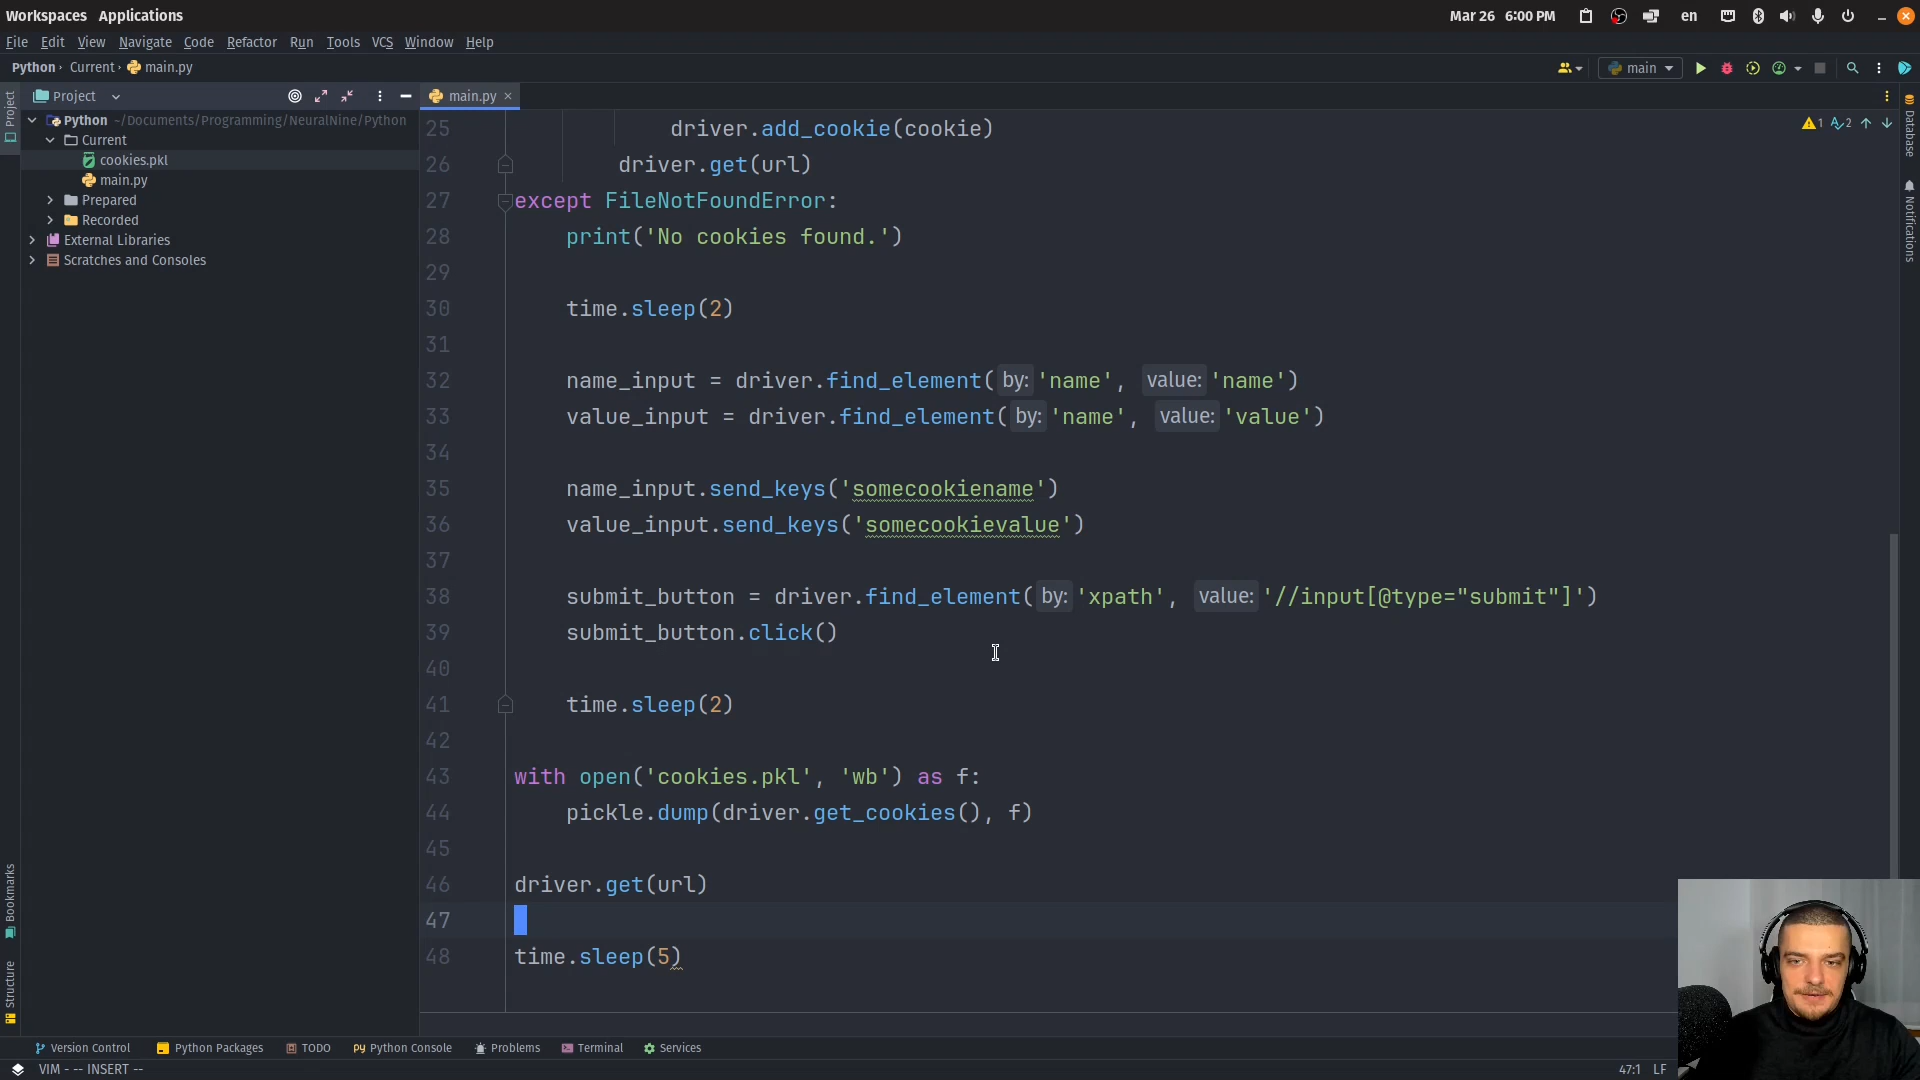 Workspaces Applications
Mar 26 6:00 PM en
File Edit View Navigate Code Refactor Run Tools VCS Window Help
Python Current main.py
main
Project
main.py
Python ~/Documents/Programming/NeuralNine/Python
Current
cookies.pkl
main.py
Prepared
Recorded
External Libraries
Scratches and Consoles
Project
Bookmarks
Structure
Database
Notifications
1 2
25 driver.add_cookie(cookie)
26 driver.get(url)
27 except FileNotFoundError:
28 print('No cookies found.')
29
30 time.sleep(2)
31
32 name_input = driver.find_element( by: 'name', value: 'name')
33 value_input = driver.find_element( by: 'name', value: 'value')
34
35 name_input.send_keys('somecookiename')
36 value_input.send_keys('somecookievalue')
37
38 submit_button = driver.find_element( by: 'xpath', value: '//input[@type="submit"]')
39 submit_button.click()
40
41 time.sleep(2)
42
43 with open('cookies.pkl', 'wb') as f:
44 pickle.dump(driver.get_cookies(), f)
45
46 driver.get(url)
47
48 time.sleep(5)
Version Control Python Packages TODO Python Console Problems Terminal Services
VIM - -- INSERT --
47:1 LF